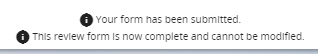 Your form has been submitted.
This review form is now complete and cannot be modified.